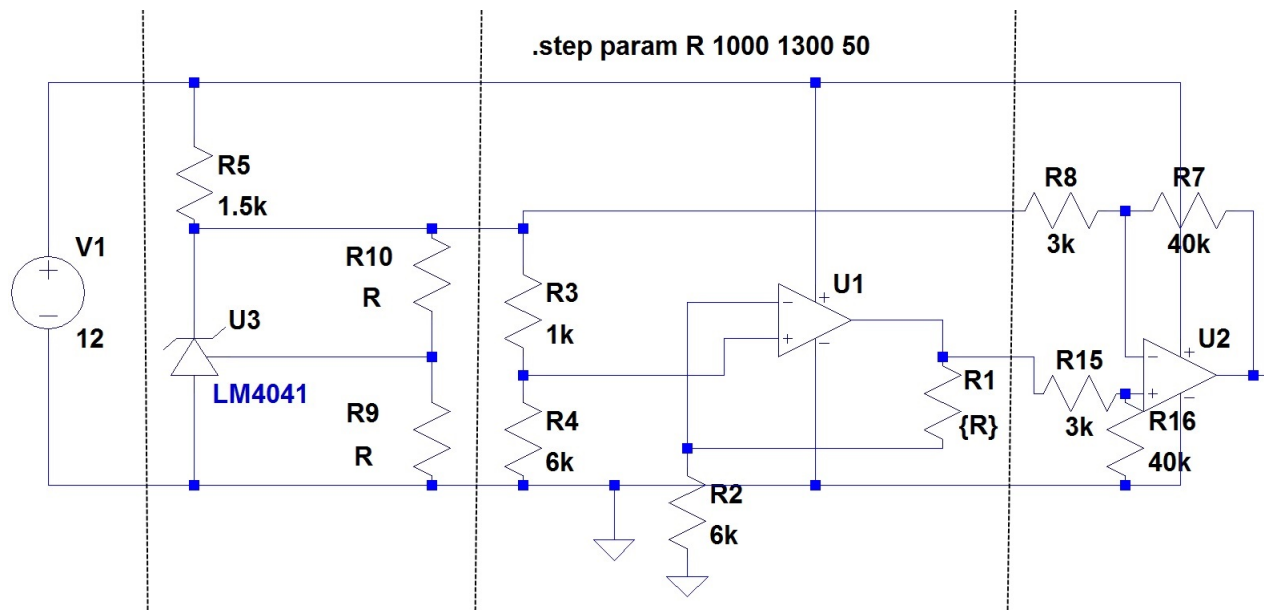 .step param R 1000 1300 50
R5
1.5k
V1
12
U3
LM4041
R10
R
R9
R
R3
1k
R4
6k
U1
R1
{R}
R2
6k
R8
3k
R7
40k
U2
R15
3k
R16
40k